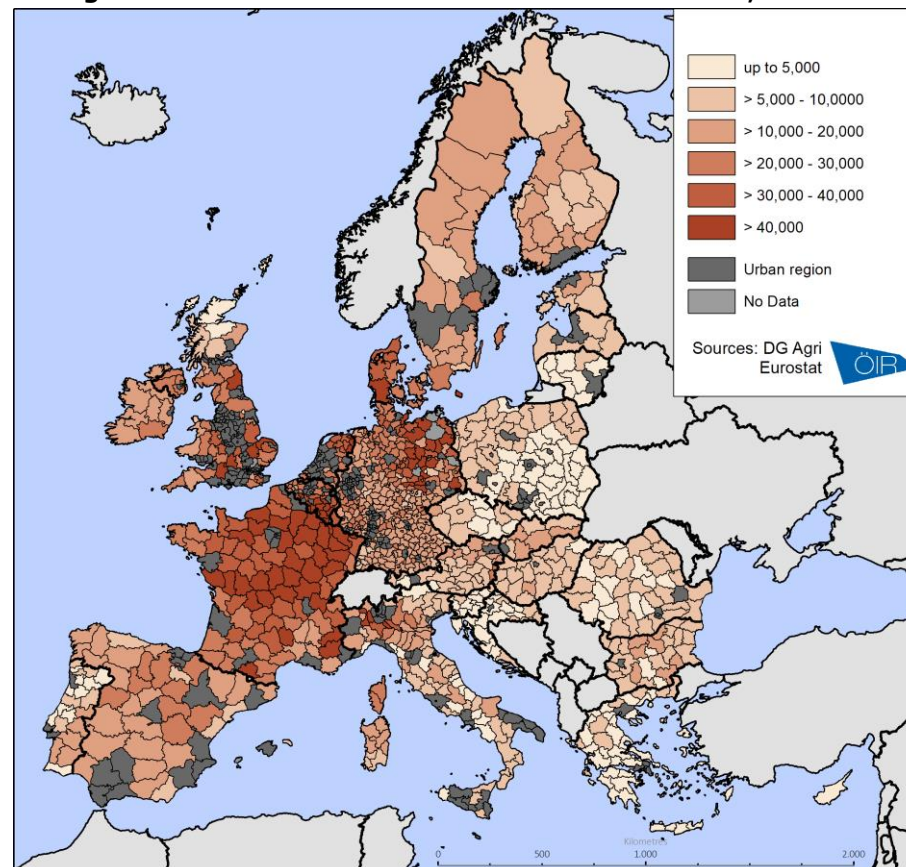 up to 5,000
> 5,000 - 10,0000
> 10,000 - 20,000
> 20,000 - 30,000
> 30,000 - 40,000
> 40,000
Urban region
No Data
Sources: DG Agri
Eurostat
ÖIR
Kilometres
0 500 1.000 2.000